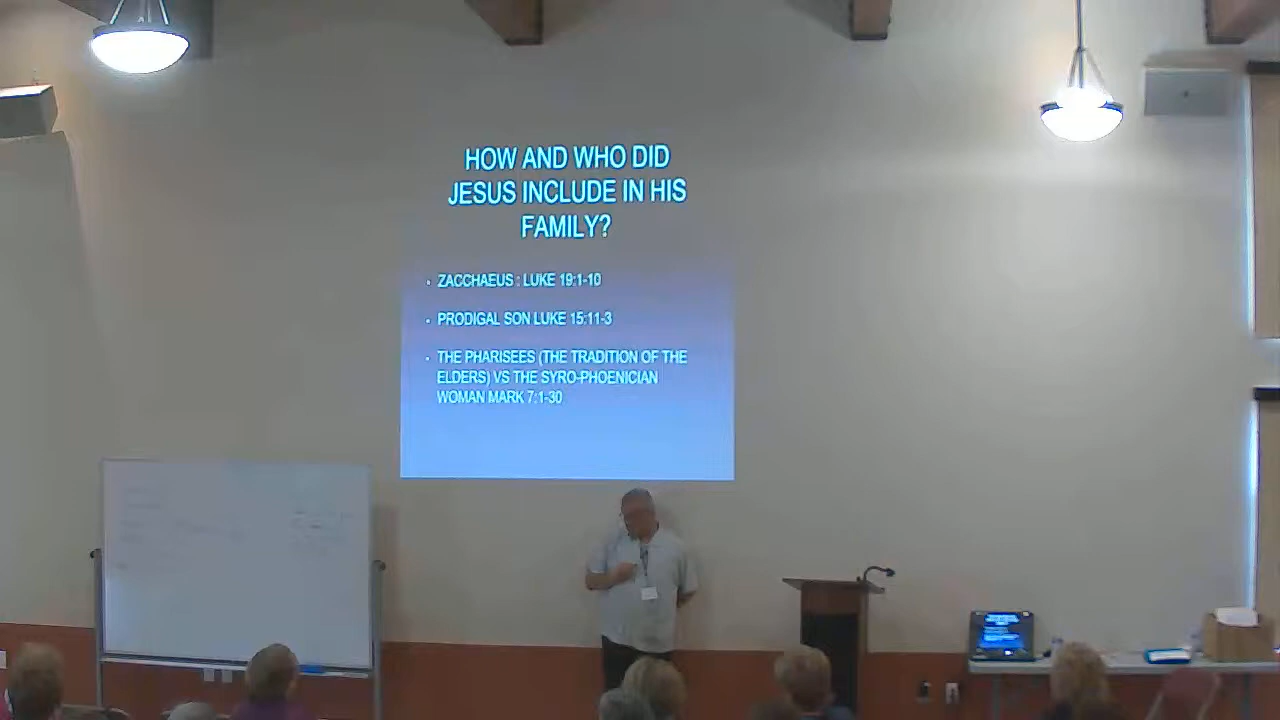 HOW AND WHO DID
JESUS INCLUDE IN HIS
FAMILY?
• ZACCHAEUS : LUKE 19:1-10
• PRODIGAL SON LUKE 15:11-3
• THE PHARISEES (THE TRADITION OF THE
ELDERS) VS THE SYRO-PHOENICIAN
WOMAN MARK 7:1-30